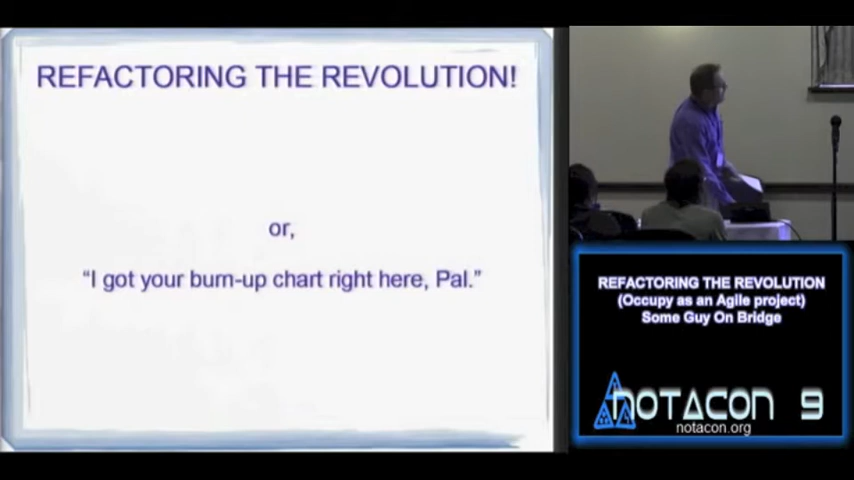 REFACTORING THE REVOLUTION!
or,
“I got your burn-up chart right here, Pal.”
REFACTORING THE REVOLUTION
(Occupy as an Agile project)
Some Guy On Bridge
NOTACON 9
notacon.org